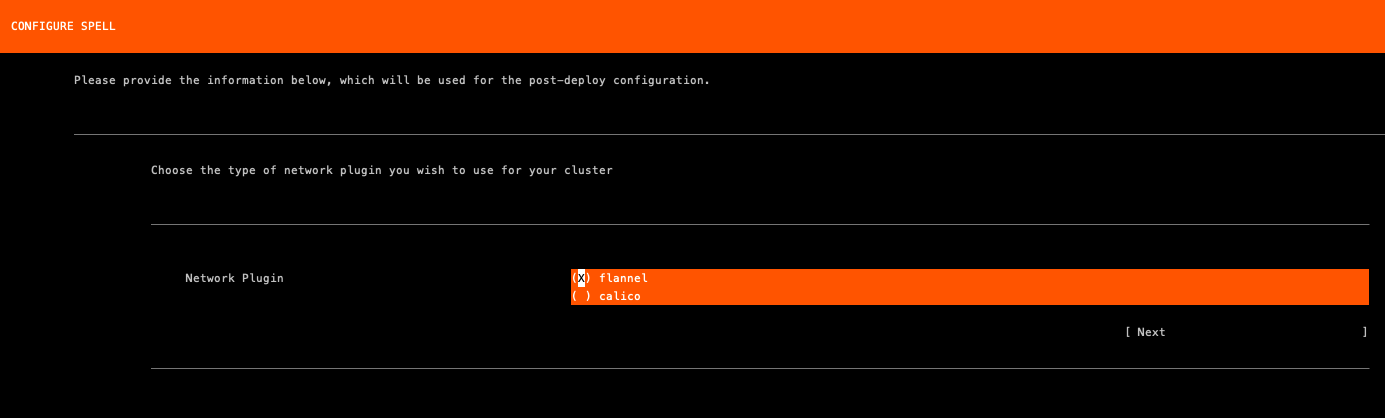 CONFIGURE SPELL
Please provide the information below, which will be used for the post-deploy configuration.
Choose the type of network plugin you wish to use for your cluster
Network Plugin (X) flannel
( ) calico
[ Next ]